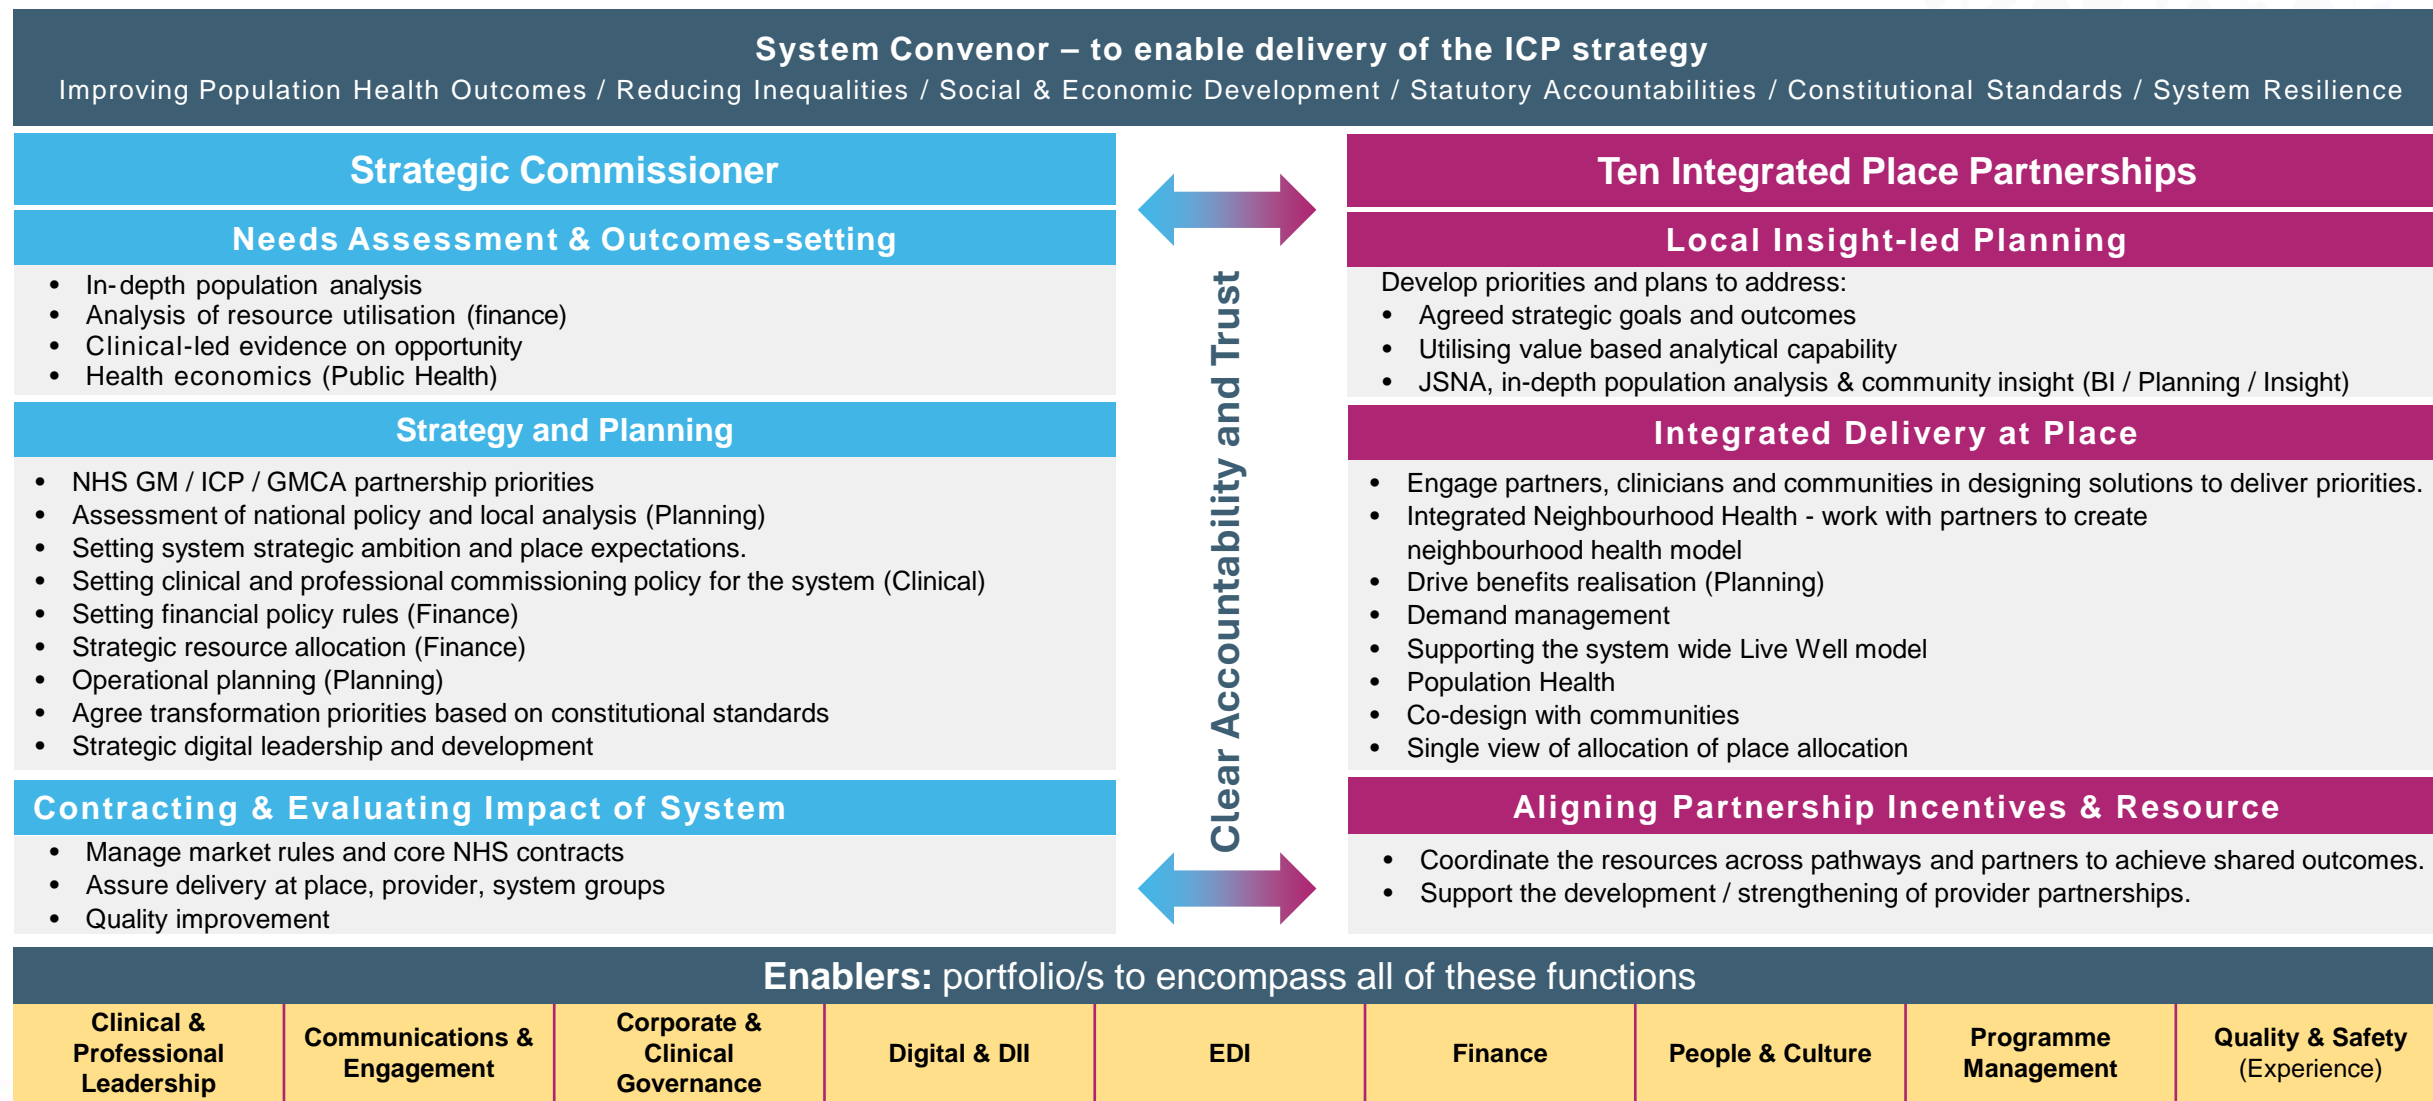 System Convenor – to enable delivery of the ICP strategy
Improving Population Health Outcomes / Reducing Inequalities / Social & Economic Development / Statutory Accountabilities / Constitutional Standards / System Resilience
Strategic Commissioner
Needs Assessment & Outcomes-setting
• In-depth population analysis
• Analysis of resource utilisation (finance)
• Clinical-led evidence on opportunity
• Health economics (Public Health)
Strategy and Planning
• NHS GM / ICP / GMCA partnership priorities
• Assessment of national policy and local analysis (Planning)
• Setting system strategic ambition and place expectations.
• Setting clinical and professional commissioning policy for the system (Clinical)
• Setting financial policy rules (Finance)
• Strategic resource allocation (Finance)
• Operational planning (Planning)
• Agree transformation priorities based on constitutional standards
• Strategic digital leadership and development
Contracting & Evaluating Impact of System
• Manage market rules and core NHS contracts
• Assure delivery at place, provider, system groups
• Quality improvement
Clear Accountability and Trust
Ten Integrated Place Partnerships
Local Insight-led Planning
Develop priorities and plans to address:
• Agreed strategic goals and outcomes
• Utilising value based analytical capability
• JSNA, in-depth population analysis & community insight (BI / Planning / Insight)
Integrated Delivery at Place
• Engage partners, clinicians and communities in designing solutions to deliver priorities.
• Integrated Neighbourhood Health - work with partners to create
neighbourhood health model
• Drive benefits realisation (Planning)
• Demand management
• Supporting the system wide Live Well model
• Population Health
• Co-design with communities
• Single view of allocation of place allocation
Aligning Partnership Incentives & Resource
• Coordinate the resources across pathways and partners to achieve shared outcomes.
• Support the development / strengthening of provider partnerships.
Enablers: portfolio/s to encompass all of these functions
Clinical &
Professional
Leadership
Communications &
Engagement
Corporate &
Clinical
Governance
Digital & DII
EDI
Finance
People & Culture
Programme
Management
Quality & Safety
(Experience)